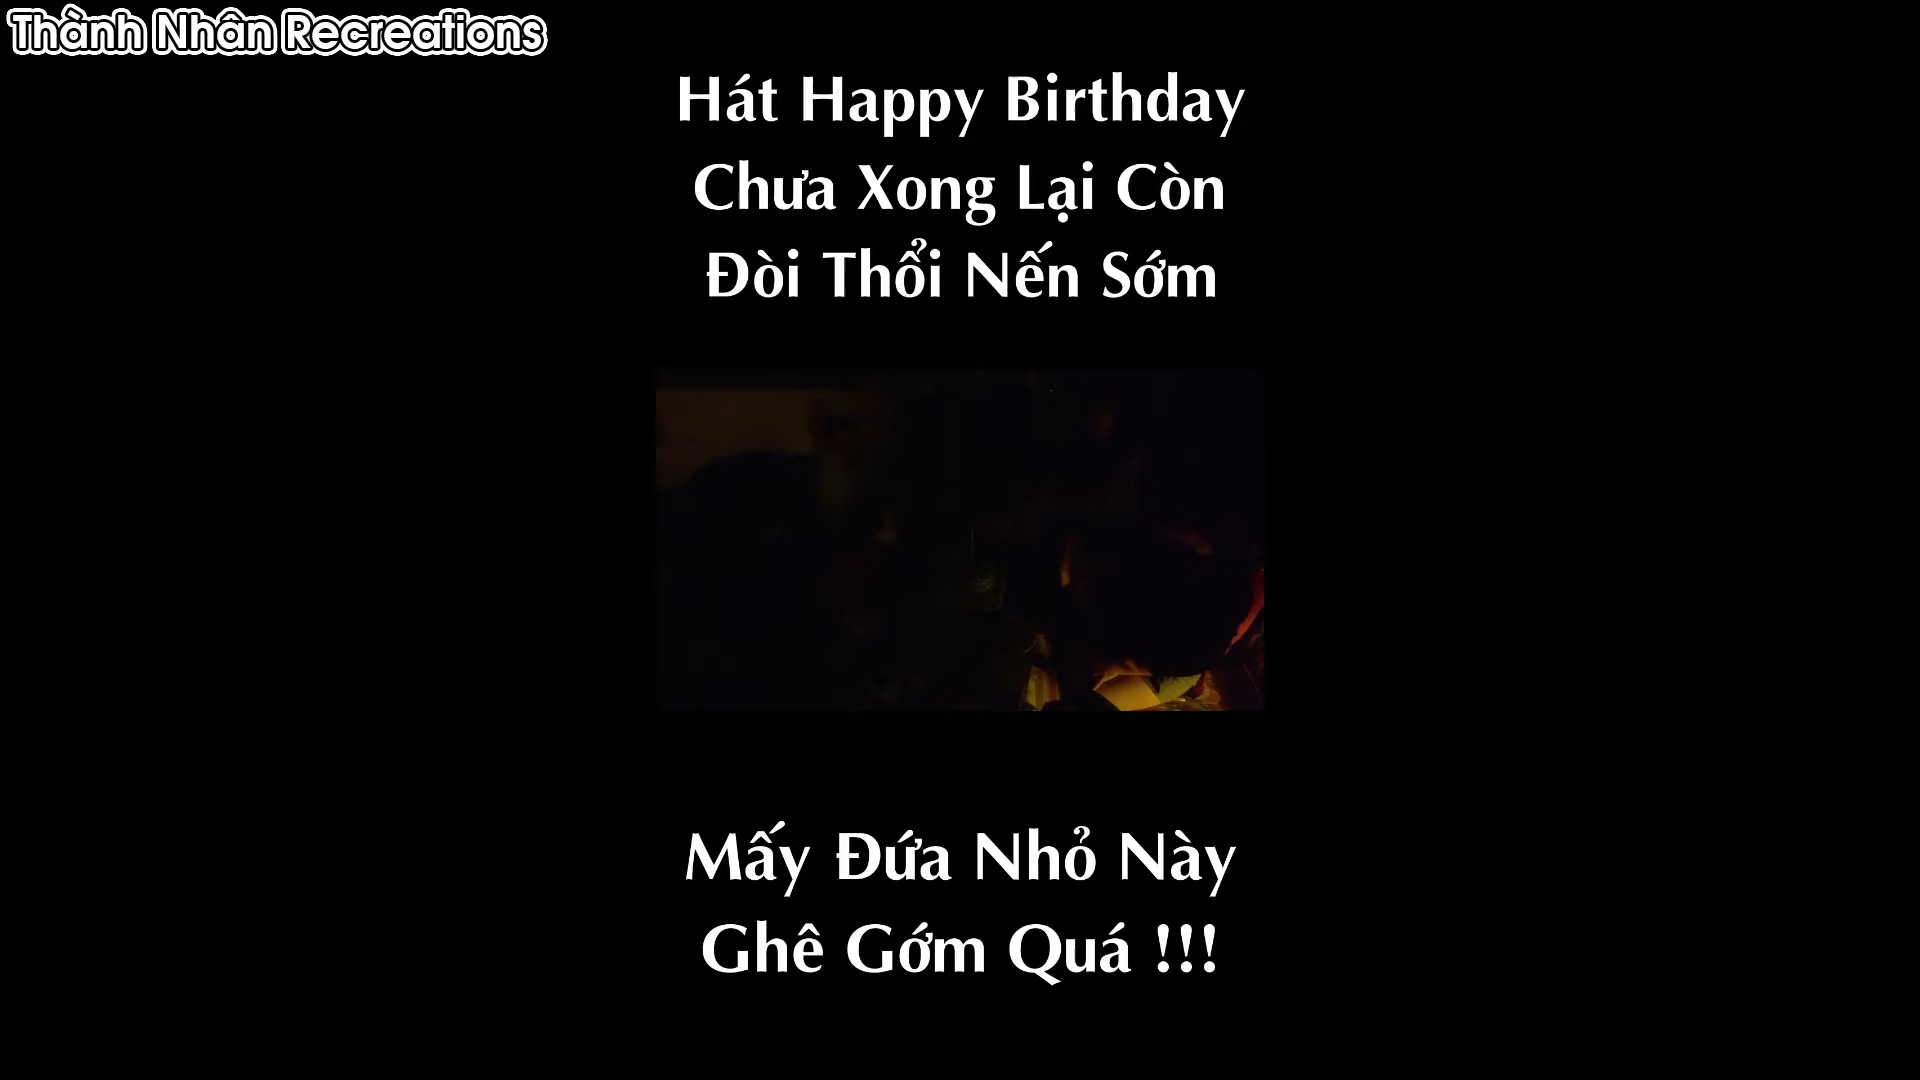 Thành Nhân Recreations
Hát Happy Birthday
Chưa Xong Lại Còn
Đòi Thổi Nến Sớm
Mấy Đứa Nhỏ Này
Ghê Gớm Quá !!!